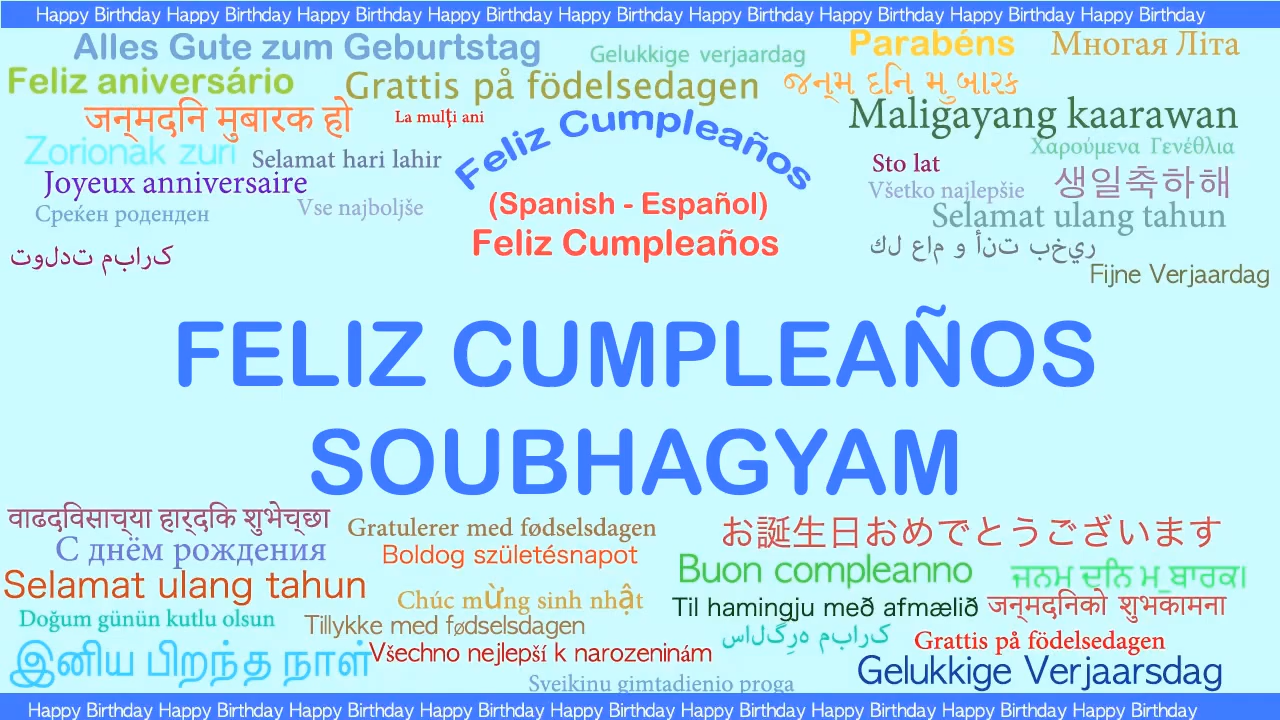 Happy Birthday Happy Birthday Happy Birthday Happy Birthday Happy Birthday Happy Birthday Happy Birthday Happy Birthday Happy Birthday
Alles Gute zum Geburtstag
Gelukkige verjaardag
Parabéns
Многая Літа
Feliz aniversário
Grattis på födelsedagen
જન્મ દિન મુબારક
जन्मदिन मुबारक हो
La mulţi ani
Feliz Cumpleaños
Maligayang kaarawan
Zorionak zuri
Selamat hari lahir
Sto lat
Χαρούμενα Γενέθλια
Joyeux anniversaire
(Spanish - Español)
Všetko najlepšie
생일축하해
Среќен роденден
Vse najboljše
Feliz Cumpleaños
Selamat ulang tahun
تولدت مبارک
كل عام و أنت بخير
Fijne Verjaardag
FELIZ CUMPLEAÑOS
SOUBHAGYAM
वाढदिवसाच्या हार्दिक शुभेच्छा
Gratulerer med fødselsdagen
お誕生日おめでとうございます
С днём рождения
Boldog születésnapot
Buon compleanno
ਜਨਮ ਦਿਨ ਮੁਬਾਰਕ।
Selamat ulang tahun
Chúc mừng sinh nhật
Til hamingju með afmælið
जन्मदिनको शुभकामना
Doğum günün kutlu olsun
Tillykke med fødselsdagen
سالگرہ مبارک
Grattis på födelsedagen
இனிய பிறந்த நாள்
Všechno nejlepší k narozeninám
Gelukkige Verjaarsdag
Sveikinu gimtadienio proga
Happy Birthday Happy Birthday Happy Birthday Happy Birthday Happy Birthday Happy Birthday Happy Birthday Happy Birthday Happy Birthday